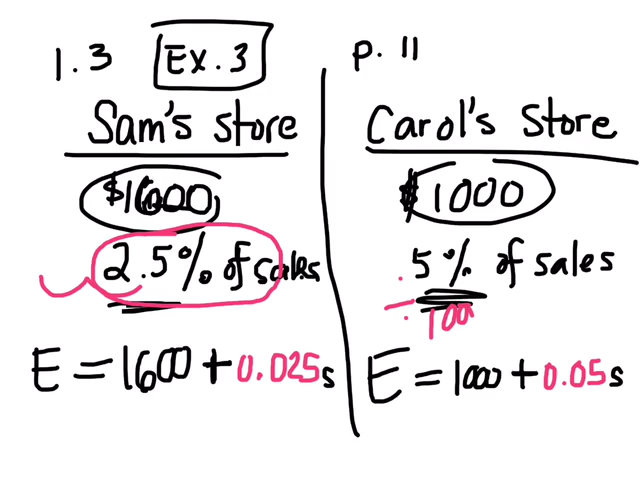 1.3 Ex.3 p. 11
Sam's store
$1600
2.5% of sales
E = 1600 + 0.025s
Carol's Store
$1000
5% of sales
÷ 100
E = 1000 + 0.05s